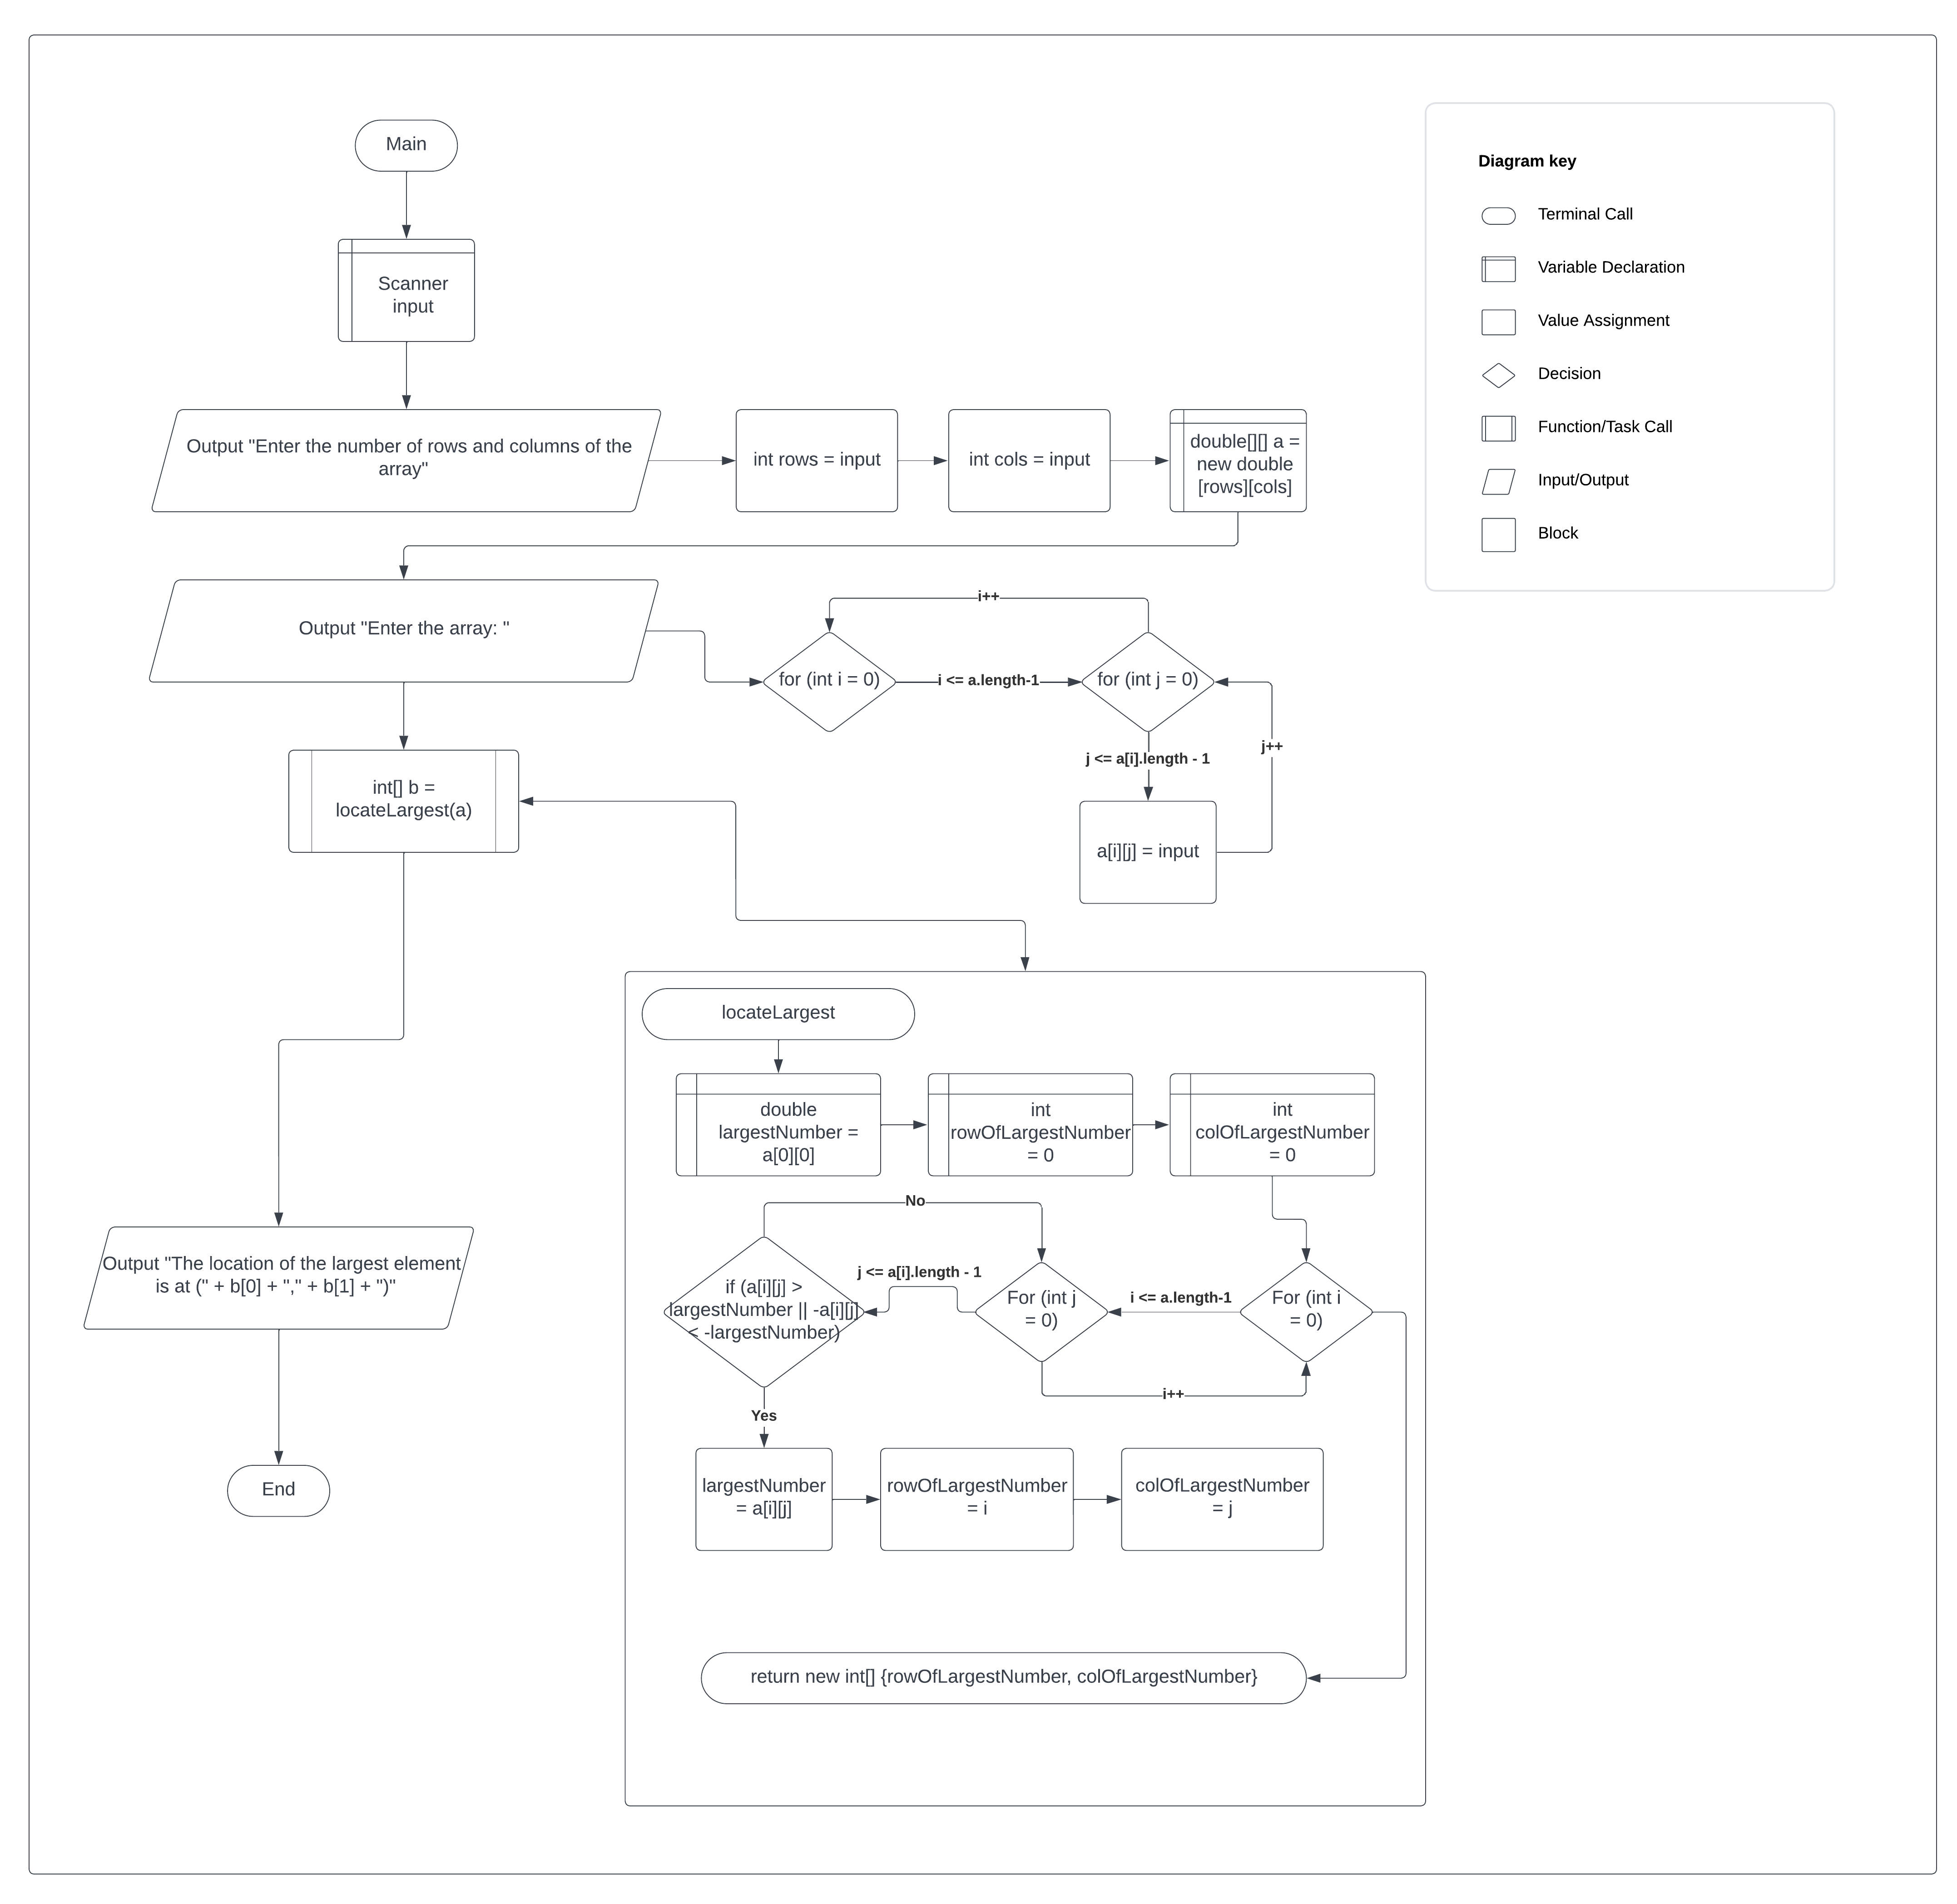 Main
Diagram key
Terminal Call
Variable Declaration
Value Assignment
Decision
Function/Task Call
Input/Output
Block
Scanner
input
Output "Enter the number of rows and columns of the
array"
int rows = input
int cols = input
double[][] a =
new double
[rows][cols]
Output "Enter the array: "
i++
for (int i = 0)
i <= a.length-1
for (int j = 0)
j <= a[i].length - 1
j++
a[i][j] = input
int[] b =
locateLargest(a)
locateLargest
double
largestNumber =
a[0][0]
int
rowOfLargestNumber
= 0
int
colOfLargestNumber
= 0
No
if (a[i][j] >
largestNumber || -a[i][j]
< -largestNumber)
j <= a[i].length - 1
For (int j
= 0)
i <= a.length-1
For (int i
= 0)
i++
Yes
largestNumber
= a[i][j]
rowOfLargestNumber
= i
colOfLargestNumber
= j
return new int[] {rowOfLargestNumber, colOfLargestNumber}
Output "The location of the largest element
is at (" + b[0] + "," + b[1] + ")"
End